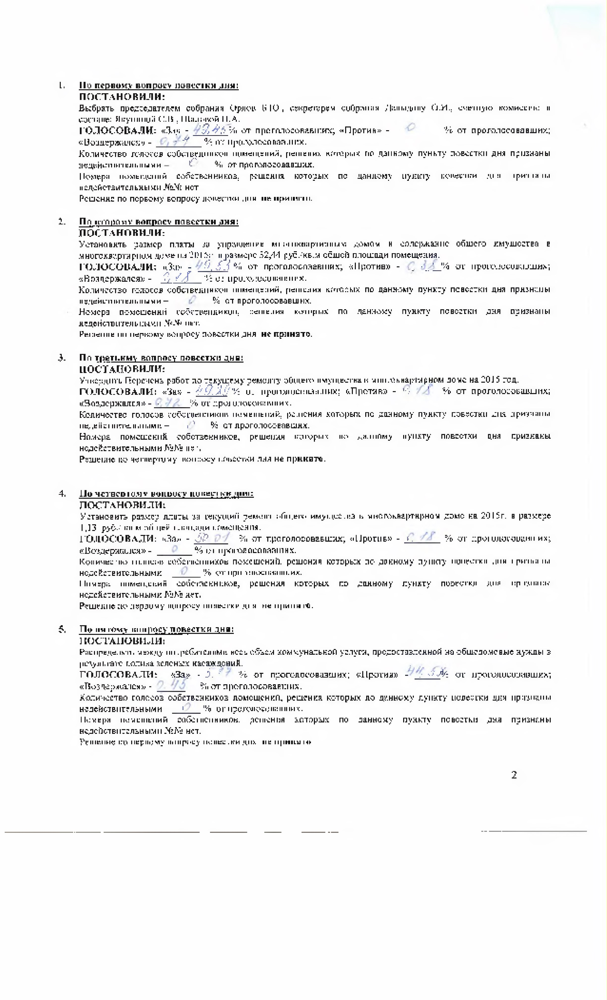 1. По первому вопросу повестки дня:
ПОСТАНОВИЛИ:
Выбрать председателем собрания Орлов секретарем собрания С.И., счетную комиссию в
составе:
ГОЛОСОВАЛИ: «За» - 49,45% от проголосовавших; «Против» - 0 % от проголосовавших;
«Воздержался» - 0,74 % от проголосовавших.
Количество голосов собственников помещений, решения которых по данному пункту повестки дня признаны
недействительными – 0 % от проголосовавших.
Номера помещений собственников, решения которых по данному пункту повестки дня признаны
недействительными №№ нет
Решение по первому вопросу повестки дня не принято.
2. По второму вопросу повестки дня:
ПОСТАНОВИЛИ:
Установить размер платы за управление многоквартирным домом и содержание общего имущества в
многоквартирном доме на 2015г. в размере 32,44 руб./кв.м общей площади помещения.
ГОЛОСОВАЛИ: «За» - 49,53% от проголосовавших; «Против» - 0,38% от проголосовавших;
«Воздержался» - 0,18 % от проголосовавших.
Количество голосов собственников помещений, решения которых по данному пункту повестки дня признаны
недействительными – 0 % от проголосовавших.
Номера помещений собственников, решения которых по данному пункту повестки дня признаны
недействительными №№ нет.
Решение по первому вопросу повестки дня не принято.
3. По третьему вопросу повестки дня:
ПОСТАНОВИЛИ:
Утвердить Перечень работ по текущему ремонту общего имущества в многоквартирном доме на 2015 год.
ГОЛОСОВАЛИ: «За» - 49,29% от проголосовавших; «Против» - 0,18 % от проголосовавших;
«Воздержался» - 0,72 % от проголосовавших.
Количество голосов собственников помещений, решения которых по данному пункту повестки дня признаны
недействительными – 0 % от проголосовавших.
Номера помещений собственников, решения которых по данному пункту повестки дня признаны
недействительными №№ нет.
Решение по четвертому вопросу повестки дня не принято.
4. По четвертому вопросу повестки дня:
ПОСТАНОВИЛИ:
Установить размер платы за текущий ремонт общего имущества в многоквартирном доме на 2015г. в размере
1,13 руб./кв.м общей площади помещения.
ГОЛОСОВАЛИ: «За» - 50,01 % от проголосовавших; «Против» - 0,18 % от проголосовавших;
«Воздержался» - 0 % от проголосовавших.
Количество голосов собственников помещений, решения которых по данному пункту повестки дня признаны
недействительными 0 % от проголосовавших.
Номера помещений собственников, решения которых по данному пункту повестки дня признаны
недействительными №№ нет.
Решение по первому вопросу повестки дня не принято.
5. По пятому вопросу повестки дня:
ПОСТАНОВИЛИ:
Распределять между потребителями весь объем коммунальной услуги, предоставленной на общедомовые нужды в
результате полива зеленых насаждений.
ГОЛОСОВАЛИ: «За» - 5,17 % от проголосовавших; «Против» - 44,57% от проголосовавших;
«Воздержался» - 0,45 % от проголосовавших.
Количество голосов собственников помещений, решения которых по данному пункту повестки дня признаны
недействительными 0 % от проголосовавших.
Номера помещений собственников, решения которых по данному пункту повестки дня признаны
недействительными №№ нет.
Решение по первому вопросу повестки дня не принято
2